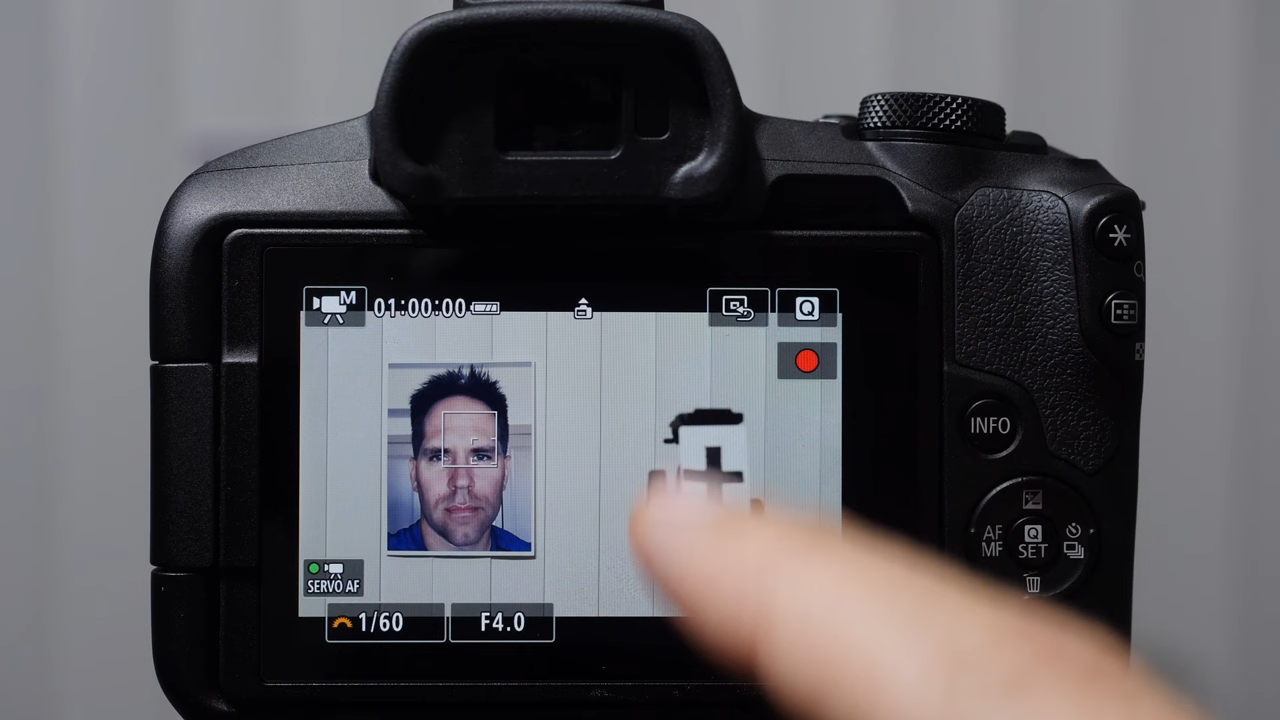 M 01:00:00
Q
SERVO AF
1/60 F4.0
INFO
AF
MF
Q
SET